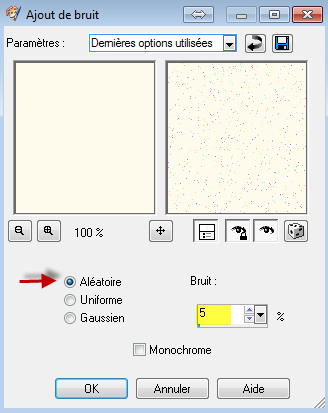 Ajout de bruit
Paramètres : Dernières options utilisées
100 %
Aléatoire
Bruit :
Uniforme
Gaussien
5 %
Monochrome
OK Annuler Aide